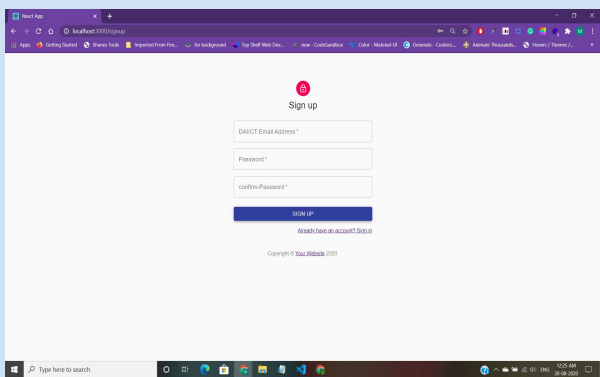 React App
localhost:3000/signup
Apps Getting Started Shares Tools Imported From Fire... for background Top Shelf Web Dev... new - CodeSandbox Color - Material UI Generate - Coolors... Animate Thousands... Hovers / Themes /...
Sign up
DAIICT Email Address *
Password *
confirm-Password *
SIGN UP
Already have an account? Sign in
Copyright © Your Website 2020.
Type here to search
ENG
12:25 AM
20-08-2020